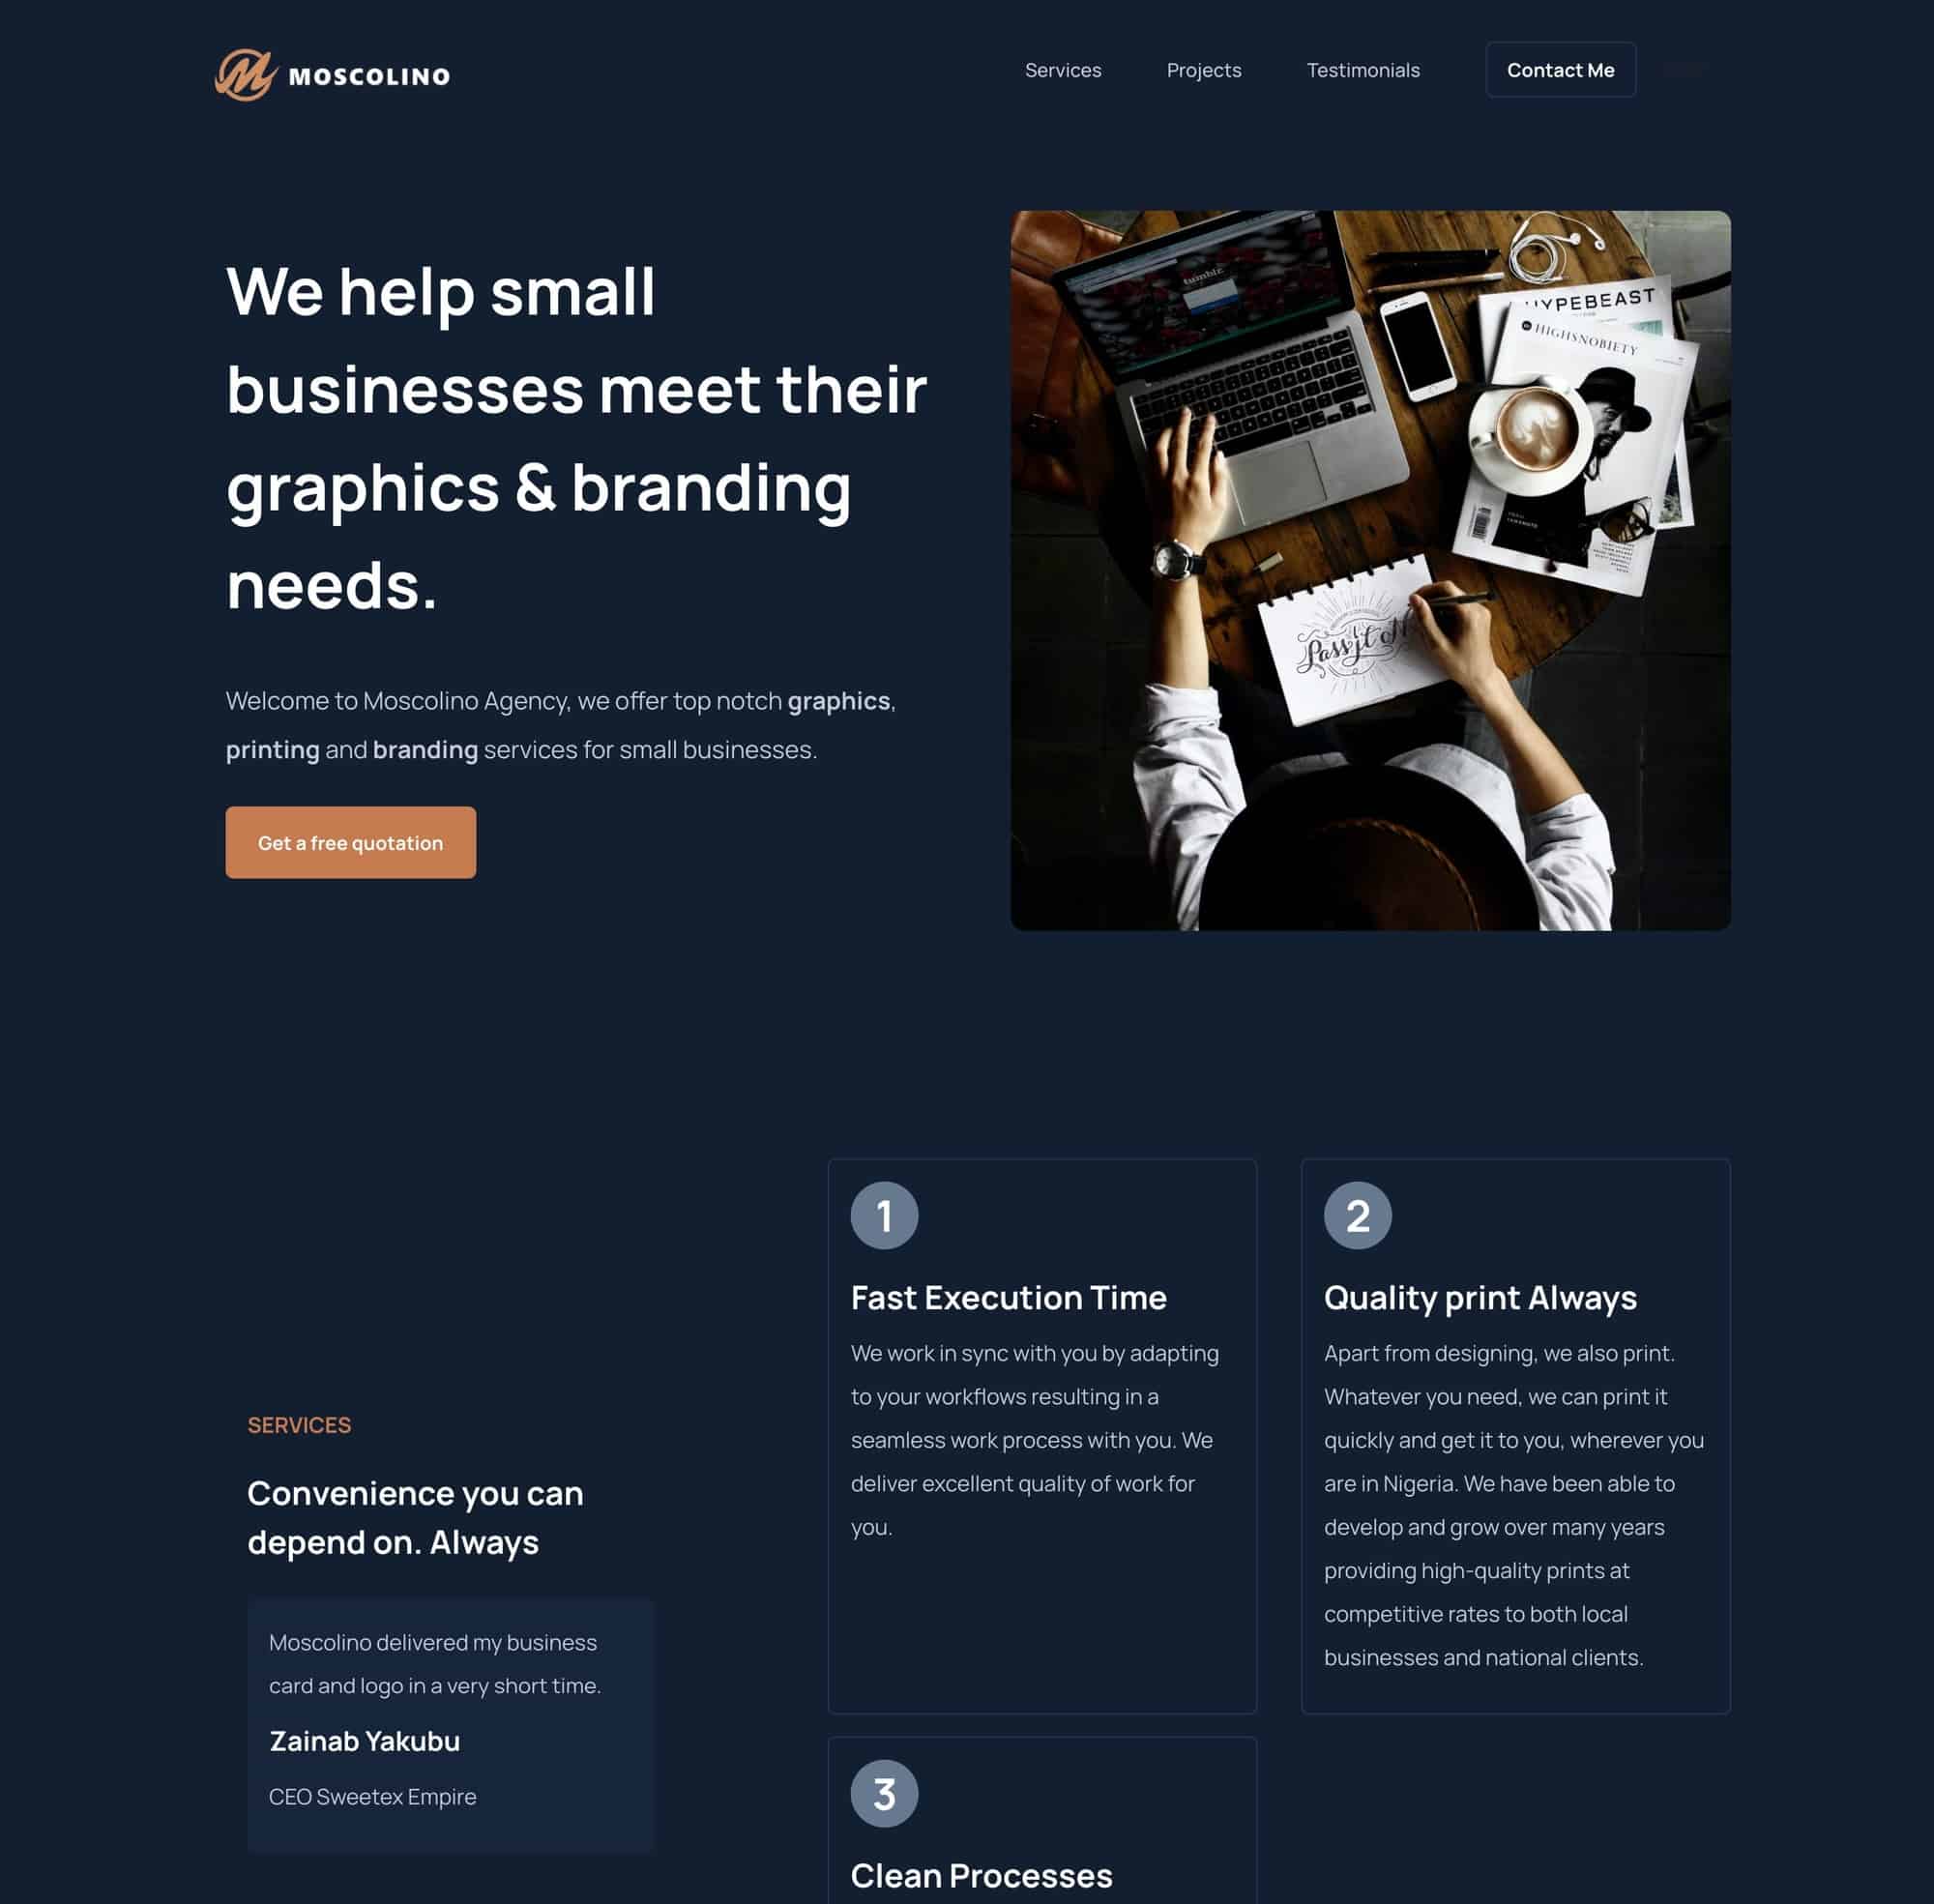 MOSCOLINO
Services
Projects
Testimonials
Contact Me
We help small
businesses meet their
graphics & branding
needs.
Welcome to Moscolino Agency, we offer top notch graphics,
printing and branding services for small businesses.
Get a free quotation
tumblr
YPEBEAST
HIGHSNOBIETY
Pass it on
SERVICES
Convenience you can
depend on. Always
Moscolino delivered my business
card and logo in a very short time.
Zainab Yakubu
CEO Sweetex Empire
1
Fast Execution Time
We work in sync with you by adapting
to your workflows resulting in a
seamless work process with you. We
deliver excellent quality of work for
you.
2
Quality print Always
Apart from designing, we also print.
Whatever you need, we can print it
quickly and get it to you, wherever you
are in Nigeria. We have been able to
develop and grow over many years
providing high-quality prints at
competitive rates to both local
businesses and national clients.
3
Clean Processes